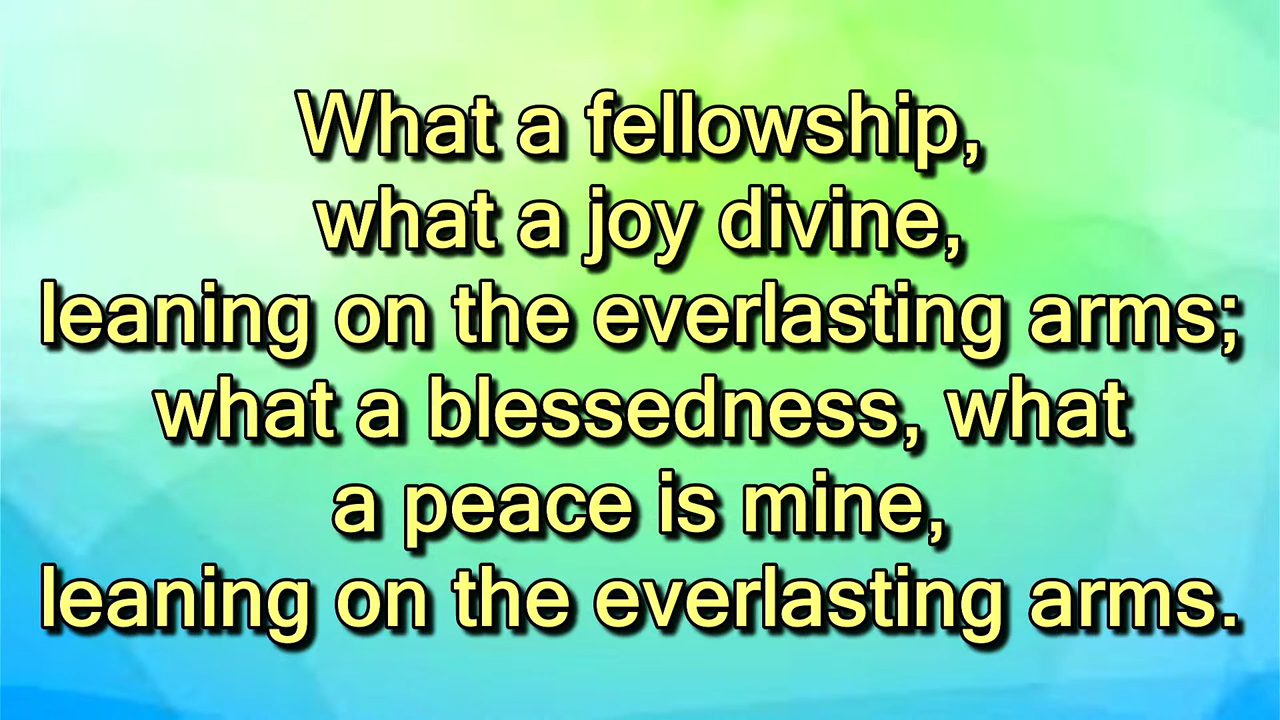 What a fellowship,
what a joy divine,
leaning on the everlasting arms;
what a blessedness, what
a peace is mine,
leaning on the everlasting arms.